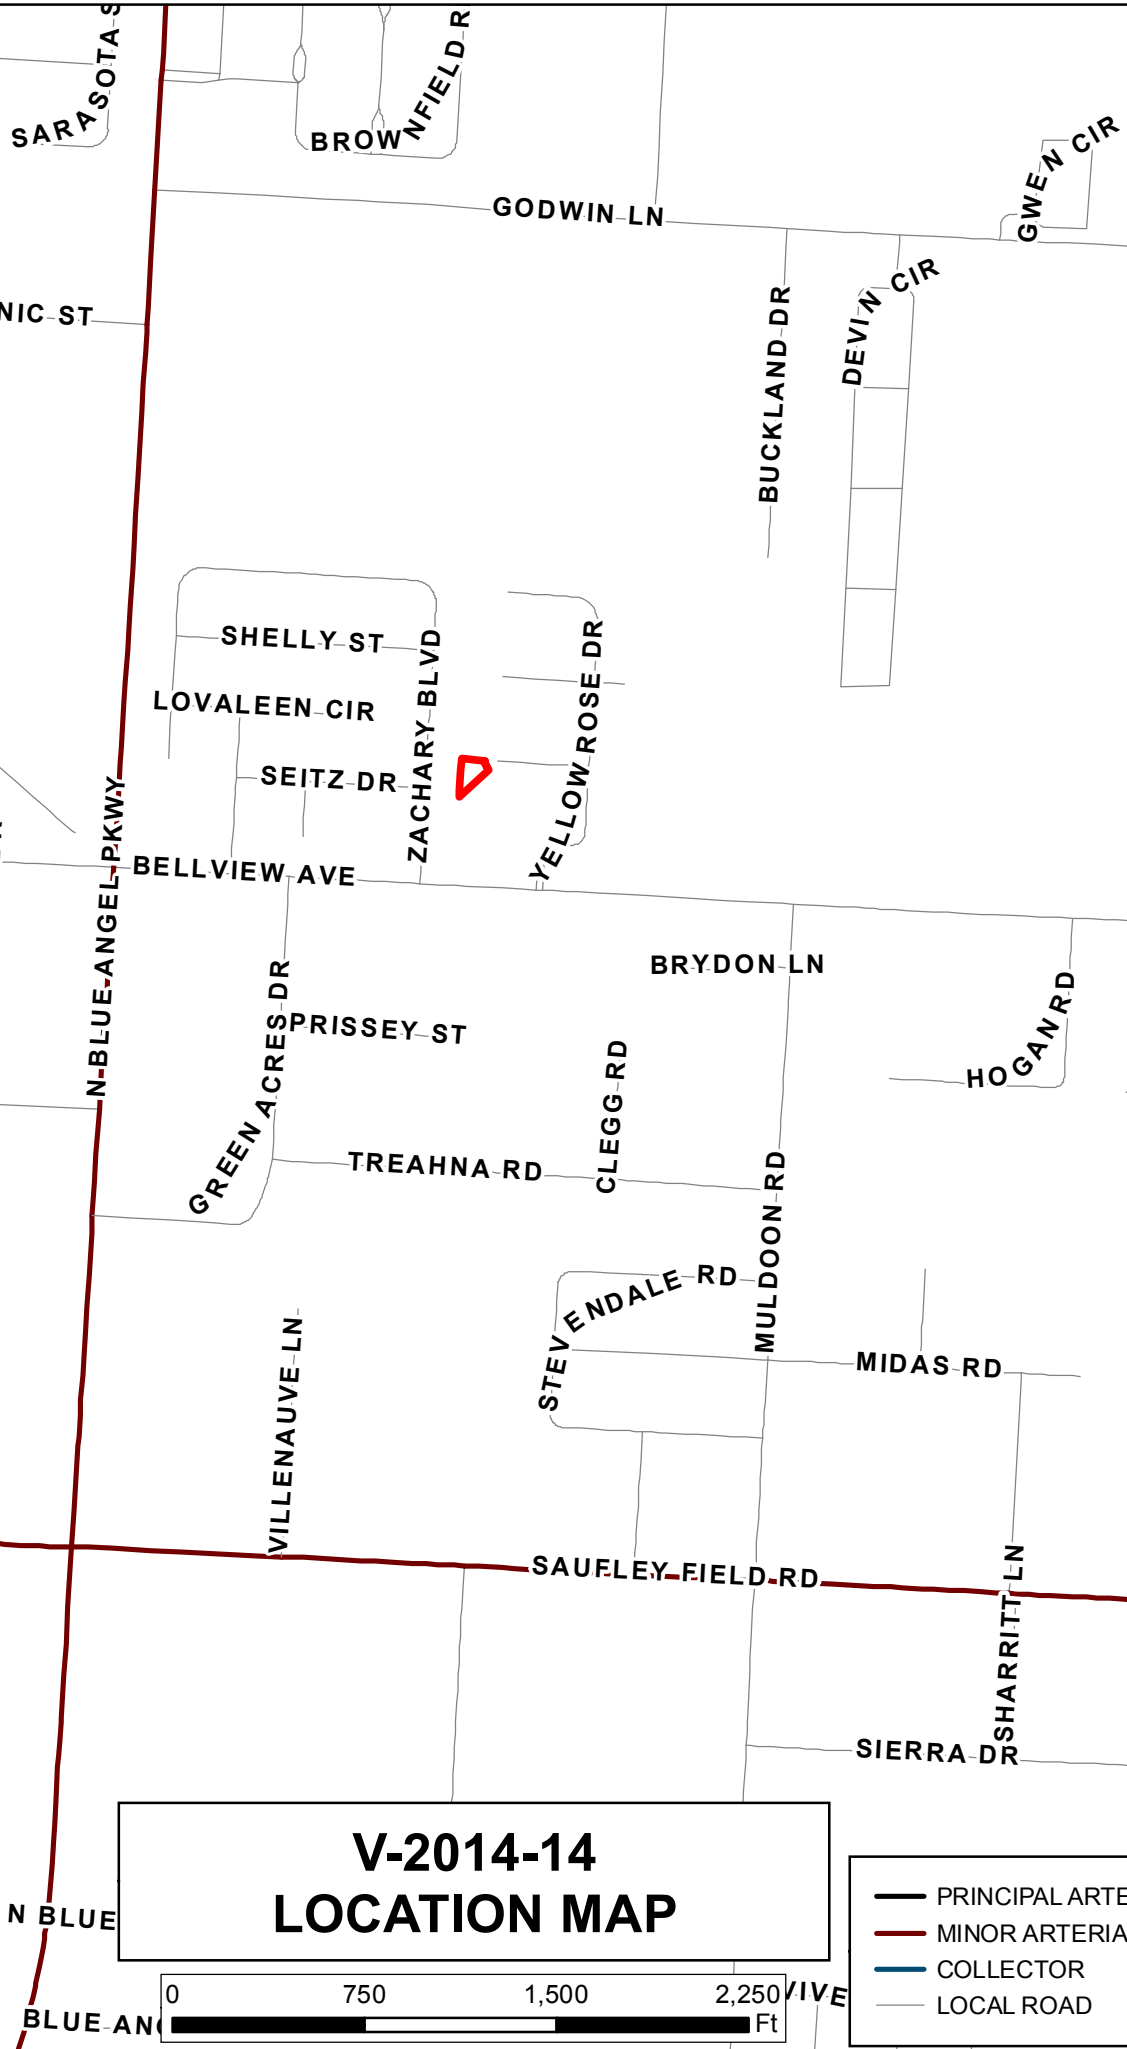 SARASOTA S
BROWNFIELD R
GODWIN LN
GWEN CIR
DEVIN CIR
NIC ST
BUCKLAND DR
SHELLY ST
ZACHARY BLVD
YELLOW ROSE DR
LOVALEEN CIR
SEITZ DR
N BLUE ANGEL PKWY
BELLVIEW AVE
BRYDON LN
GREEN ACRES DR
PRISSEY ST
CLEGG RD
HOGAN RD
TREAHNA RD
MULDOON RD
STEVENDALE RD
VILLENAUVE LN
MIDAS RD
SAUFLEY FIELD RD
SHARRITT LN
SIERRA DR
V-2014-14
LOCATION MAP
N BLUE
BLUE ANG
0 750 1,500 2,250
Ft
VIVE
PRINCIPAL ARTE
MINOR ARTERIA
COLLECTOR
LOCAL ROAD